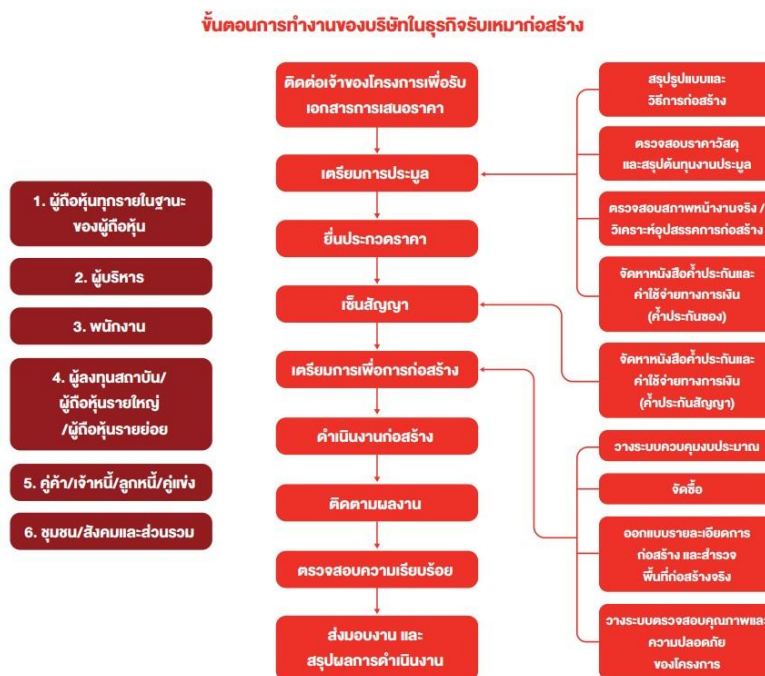 ขั้นตอนการทำงานของบริษัทในธุรกิจรับเหมาก่อสร้าง
1. ผู้ถือหุ้นทุกรายในฐานะ
ของผู้ถือหุ้น
2. ผู้บริหาร
3. พนักงาน
4. ผู้ลงทุนสถาบัน/
ผู้ถือหุ้นรายใหญ่
/ผู้ถือหุ้นรายย่อย
5. คู่ค้า/เจ้าหนี้/ลูกหนี้/คู่แข่ง
6. ชุมชน/สังคมและส่วนรวม
ติดต่อเจ้าของโครงการเพื่อรับ
เอกสารการเสนอราคา
เตรียมการประมูล
ยื่นประกวดราคา
เซ็นสัญญา
เตรียมการเพื่อการก่อสร้าง
ดำเนินงานก่อสร้าง
ติดตามผลงาน
ตรวจสอบความเรียบร้อย
ส่งมอบงาน และ
สรุปผลการดำเนินงาน
สรุปรูปแบบและ
วิธีการก่อสร้าง
ตรวจสอบราคาวัสดุ
และสรุปต้นทุนงานประมูล
ตรวจสอบสภาพหน้างานจริง /
วิเคราะห์อุปสรรคการก่อสร้าง
จัดหาหนังสือค้ำประกันและ
ค่าใช้จ่ายทางการเงิน
(ค้ำประกันซอง)
จัดหาหนังสือค้ำประกันและ
ค่าใช้จ่ายทางการเงิน
(ค้ำประกันสัญญา)
วางระบบควบคุมงบประมาณ
จัดซื้อ
ออกแบบรายละเอียดการ
ก่อสร้าง และสำรวจ
พื้นที่ก่อสร้างจริง
วางระบบตรวจสอบคุณภาพและ
ความปลอดภัย
ของโครงการ